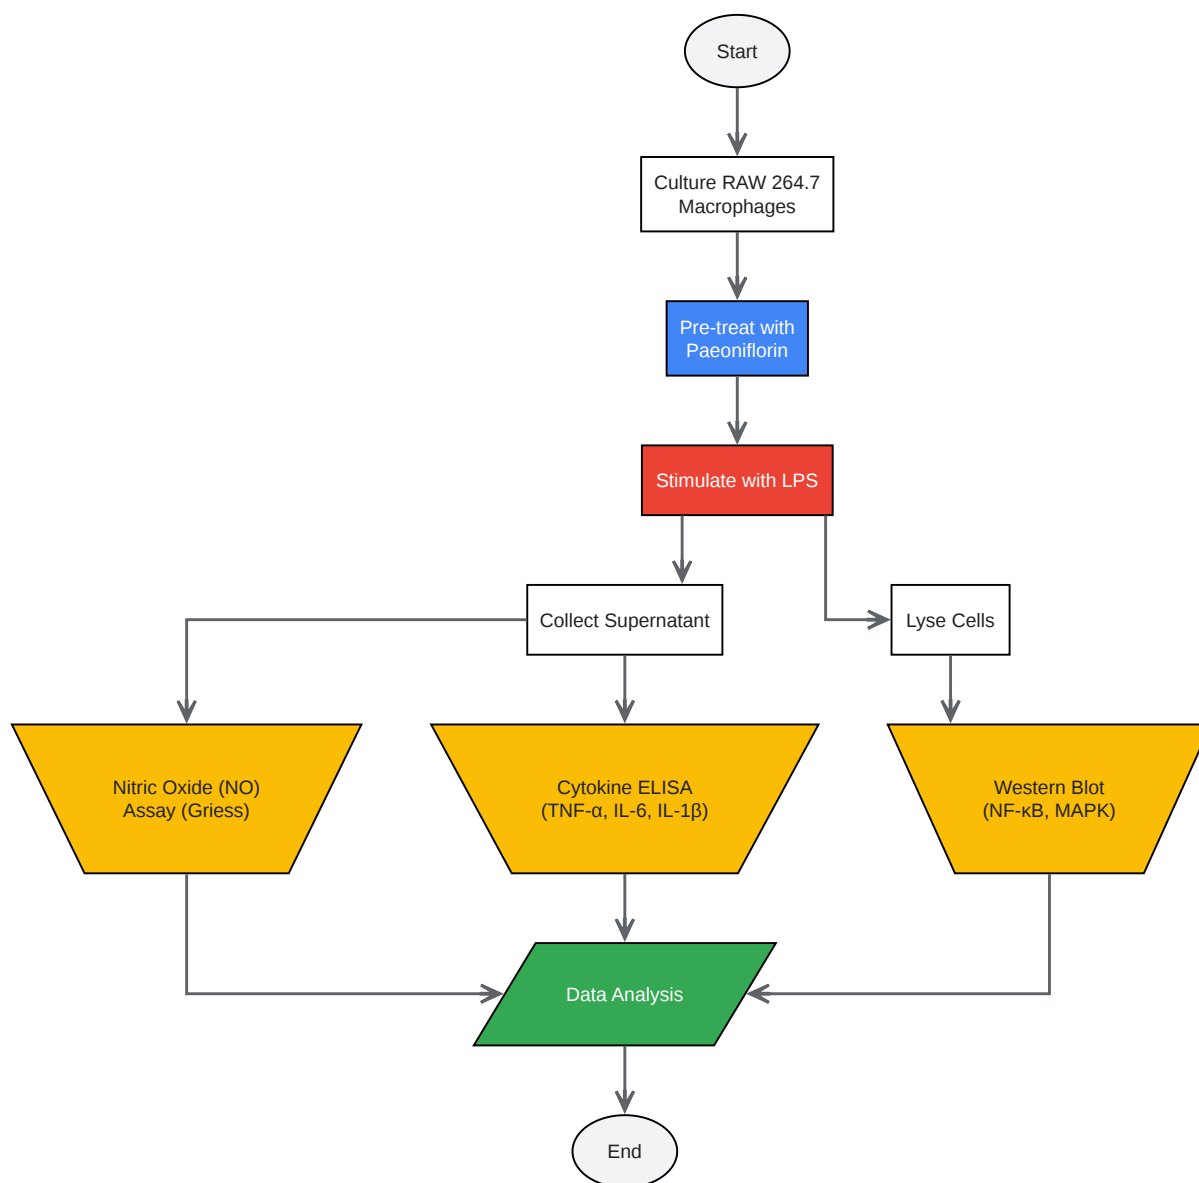 Start
Culture RAW 264.7
Macrophages
Pre-treat with
Paeoniflorin
Stimulate with LPS
Collect Supernatant
Lyse Cells
Nitric Oxide (NO)
Assay (Griess)
Cytokine ELISA
(TNF-α, IL-6, IL-1β)
Western Blot
(NF-κB, MAPK)
Data Analysis
End